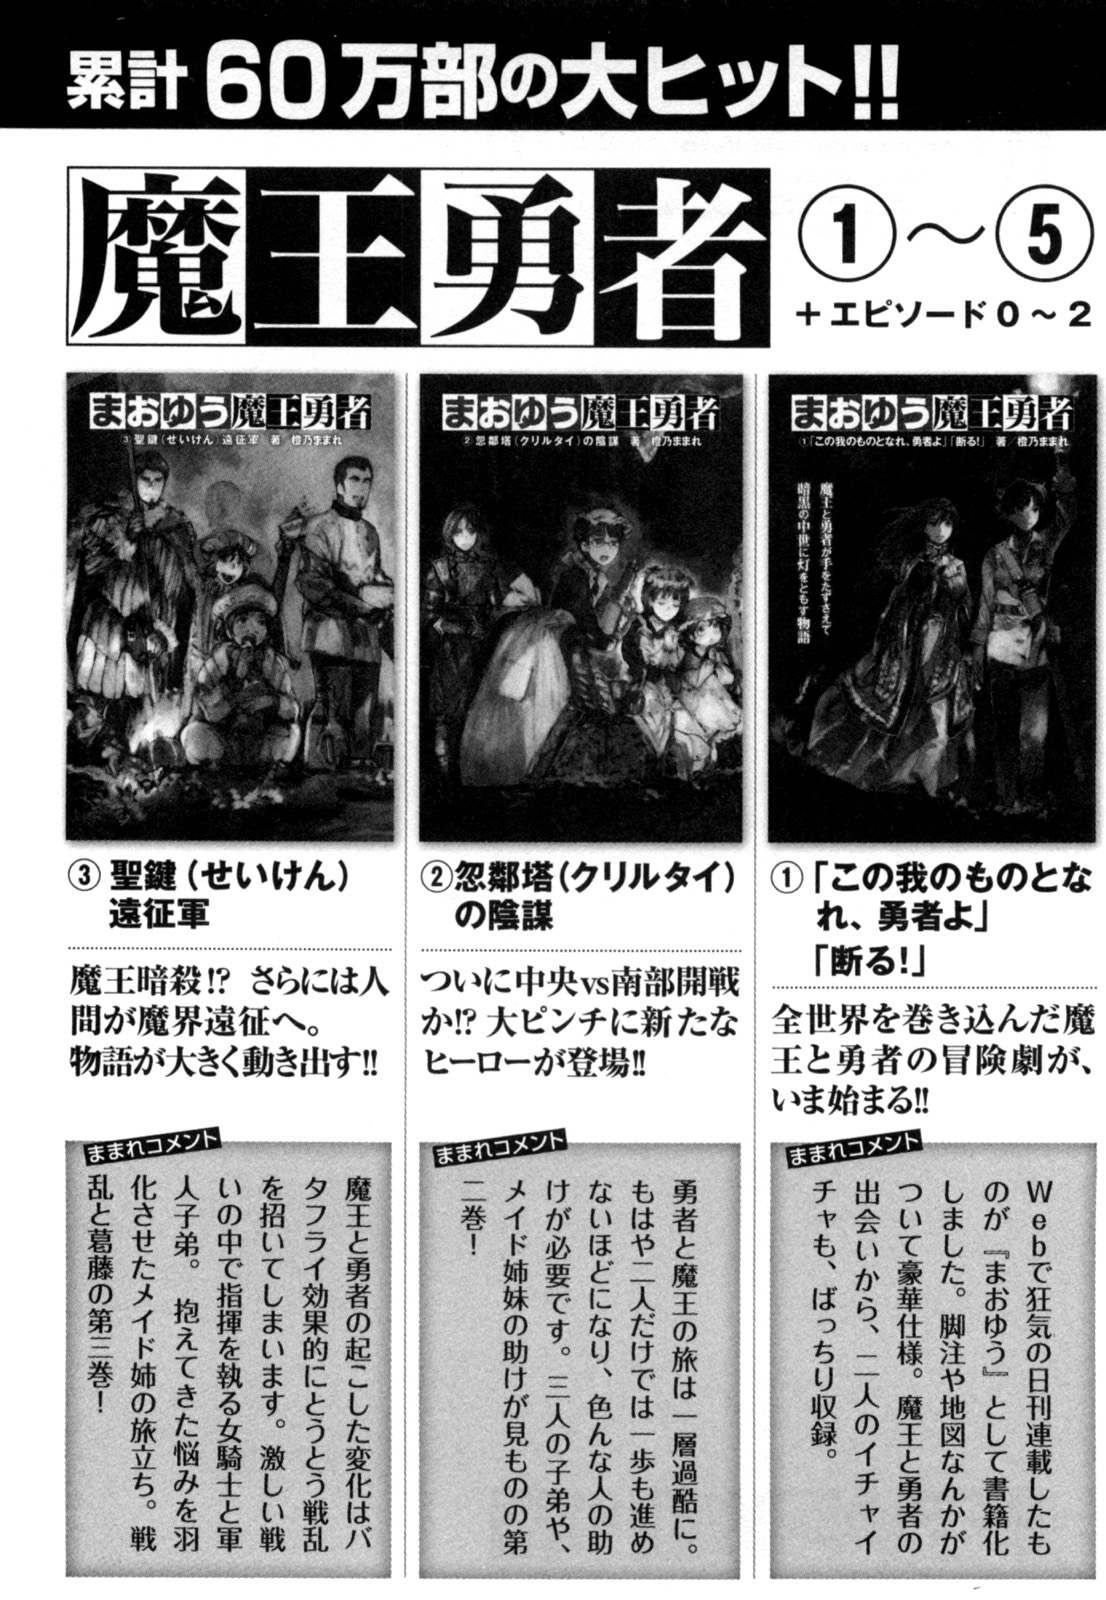 累計60万部の大ヒット!!
魔王勇者
①～⑤
＋エピソード0～2
まおゆう魔王勇者
①「この我のものとなれ、勇者よ」「断る!」 著 橙乃ままれ
魔王と勇者が手をたずさえて
暗黒の中世に灯をともす物語
①「この我のものとな
れ、勇者よ」
「断る!」
全世界を巻き込んだ魔
王と勇者の冒険劇が、
いま始まる!!
ままれコメント
Webで狂気の日刊連載したも
のが『まおゆう』として書籍化
しました。脚注や地図なんかが
ついて豪華仕様。魔王と勇者の
出会いから、二人のイチャイ
チャも、ばっちり収録。
まおゆう魔王勇者
②忽鄰塔(クリルタイ)の陰謀 著 橙乃ままれ
②忽鄰塔(クリルタイ)
の陰謀
ついに中央vs南部開戦
か!? 大ピンチに新たな
ヒーローが登場!!
ままれコメント
勇者と魔王の旅は一層過酷に。
もはや二人だけでは一歩も進め
ないほどになり、色んな人の助
けが必要です。三人の子弟や、
メイド姉妹の助けが見ものの第
二巻！
まおゆう魔王勇者
③聖鍵(せいけん)遠征軍 著 橙乃ままれ
③聖鍵(せいけん)
遠征軍
魔王暗殺!? さらには人
間が魔界遠征へ。
物語が大きく動き出す!!
ままれコメント
魔王と勇者の起こした変化はバ
タフライ効果的にとうとう戦乱
を招いてしまいます。激しい戦
いの中で指揮を執る女騎士と軍
人子弟。抱えてきた悩みを羽
化させたメイド姉の旅立ち。戦
乱と葛藤の第三巻！